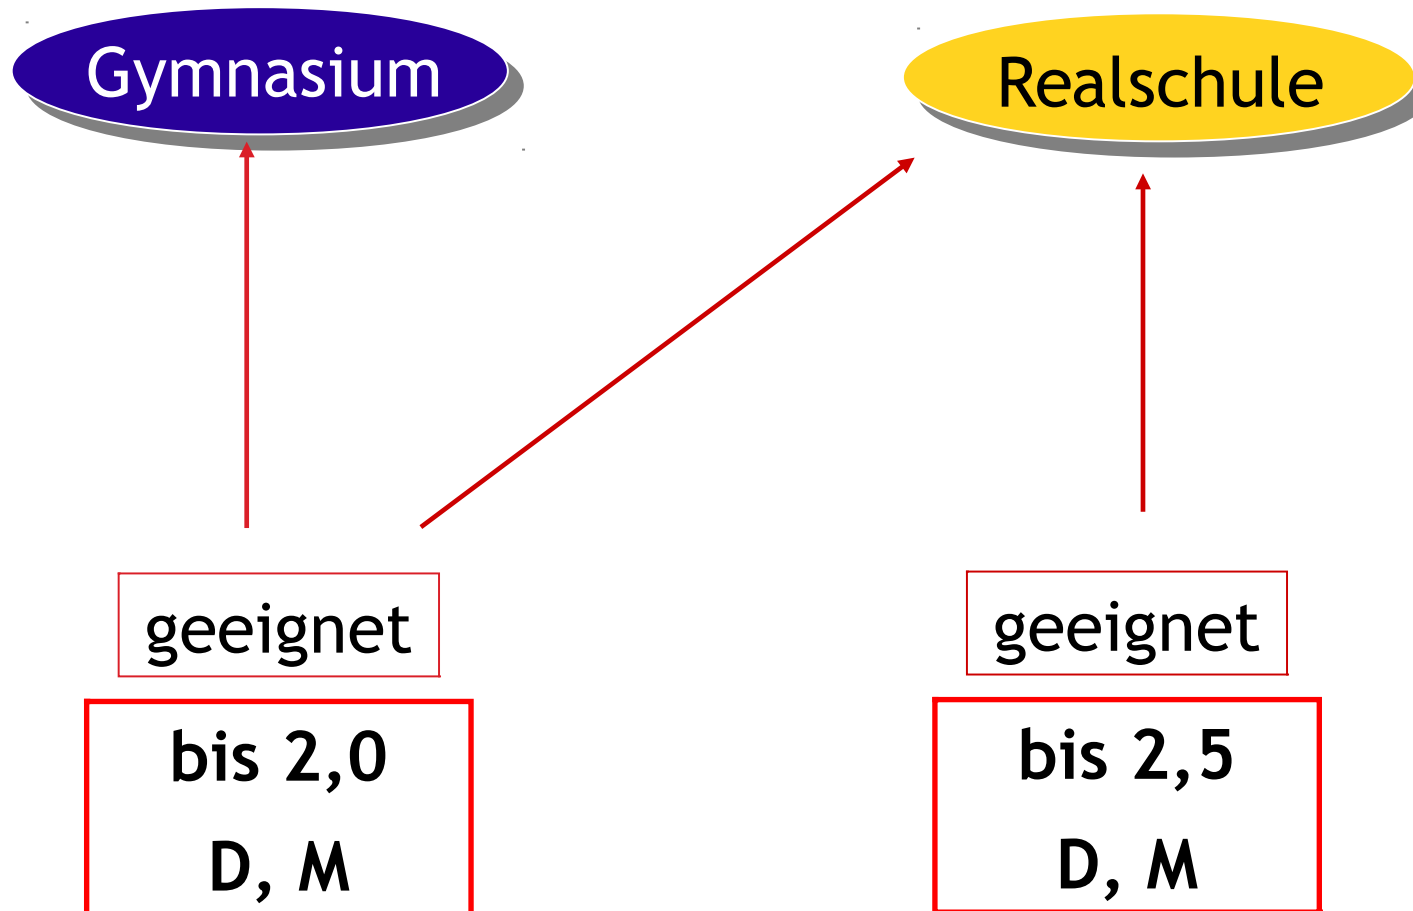 Gymnasium
Realschule
geeignet
bis 2,0
D, M
geeignet
bis 2,5
D, M